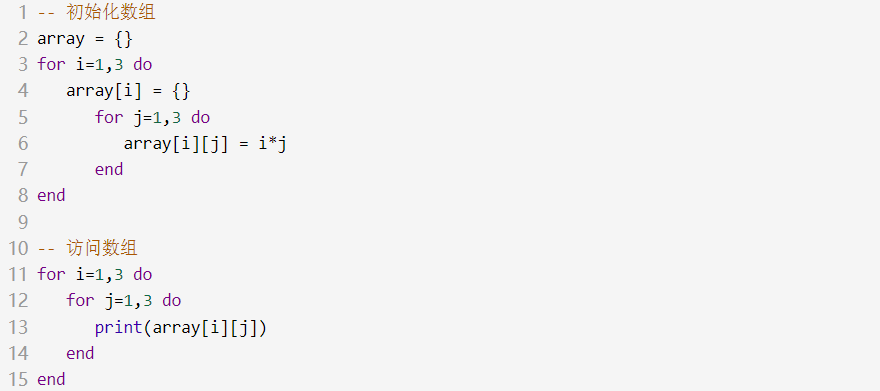 1 -- 初始化数组
2 array = {}
3 for i=1,3 do
4    array[i] = {}
5       for j=1,3 do
6          array[i][j] = i*j
7       end
8 end
9
10 -- 访问数组
11 for i=1,3 do
12    for j=1,3 do
13       print(array[i][j])
14    end
15 end